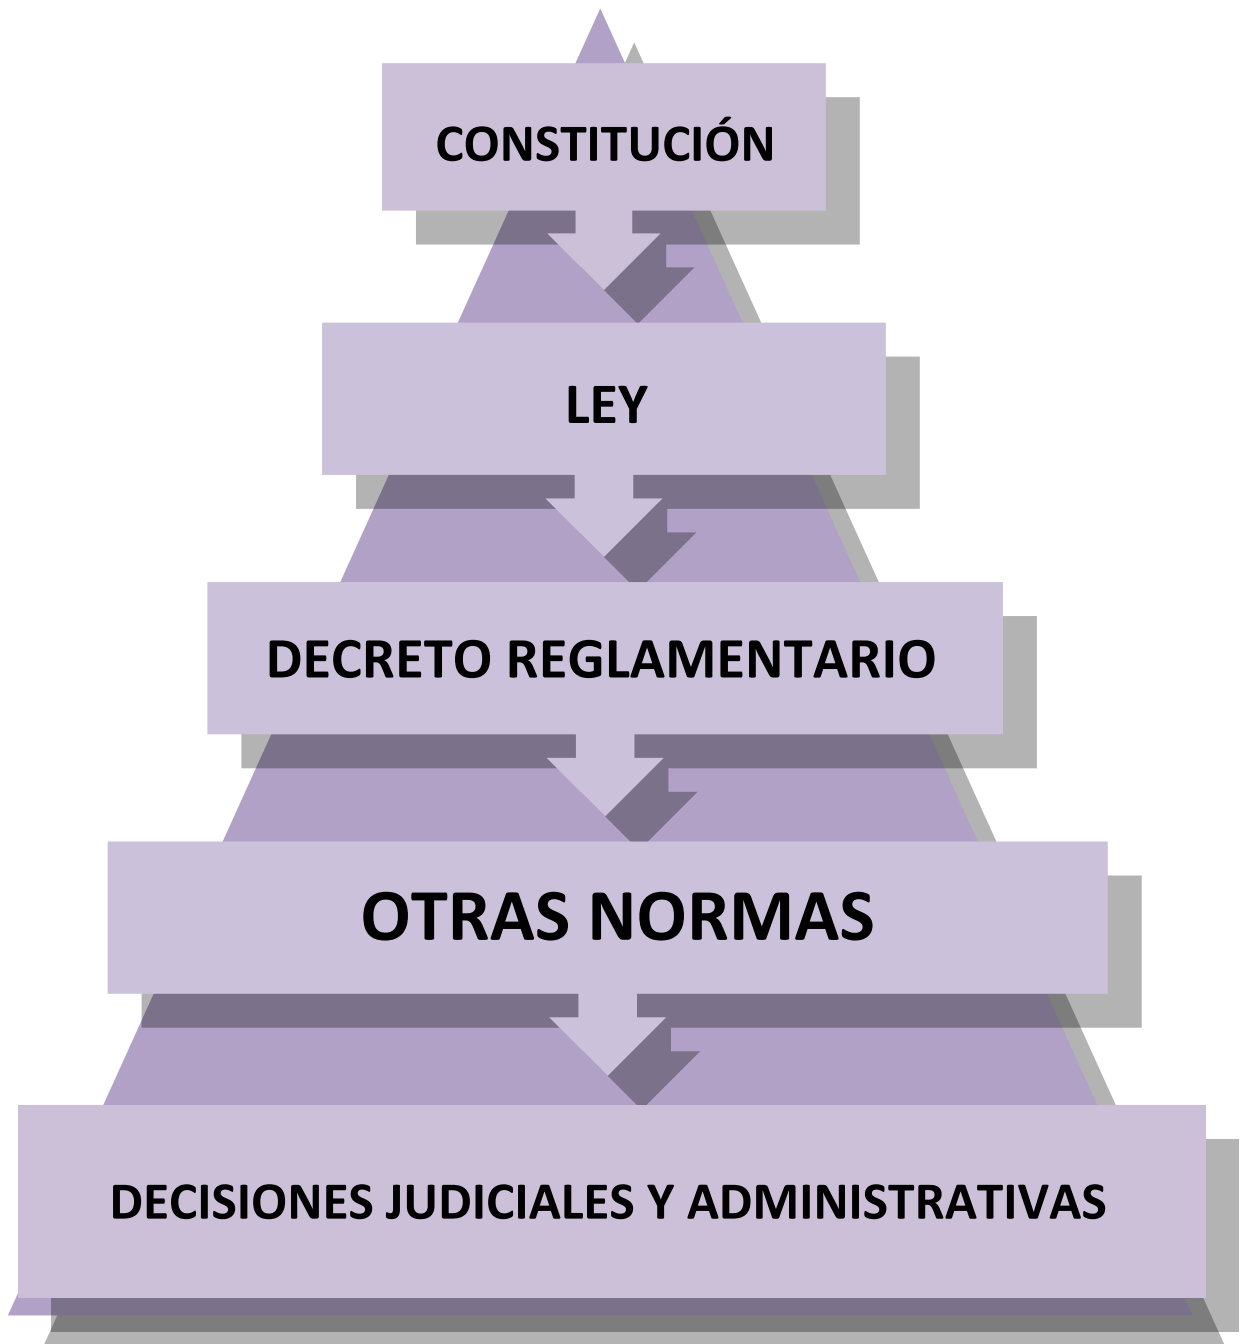 CONSTITUCIÓN
LEY
DECRETO REGLAMENTARIO
OTRAS NORMAS
DECISIONES JUDICIALES Y ADMINISTRATIVAS